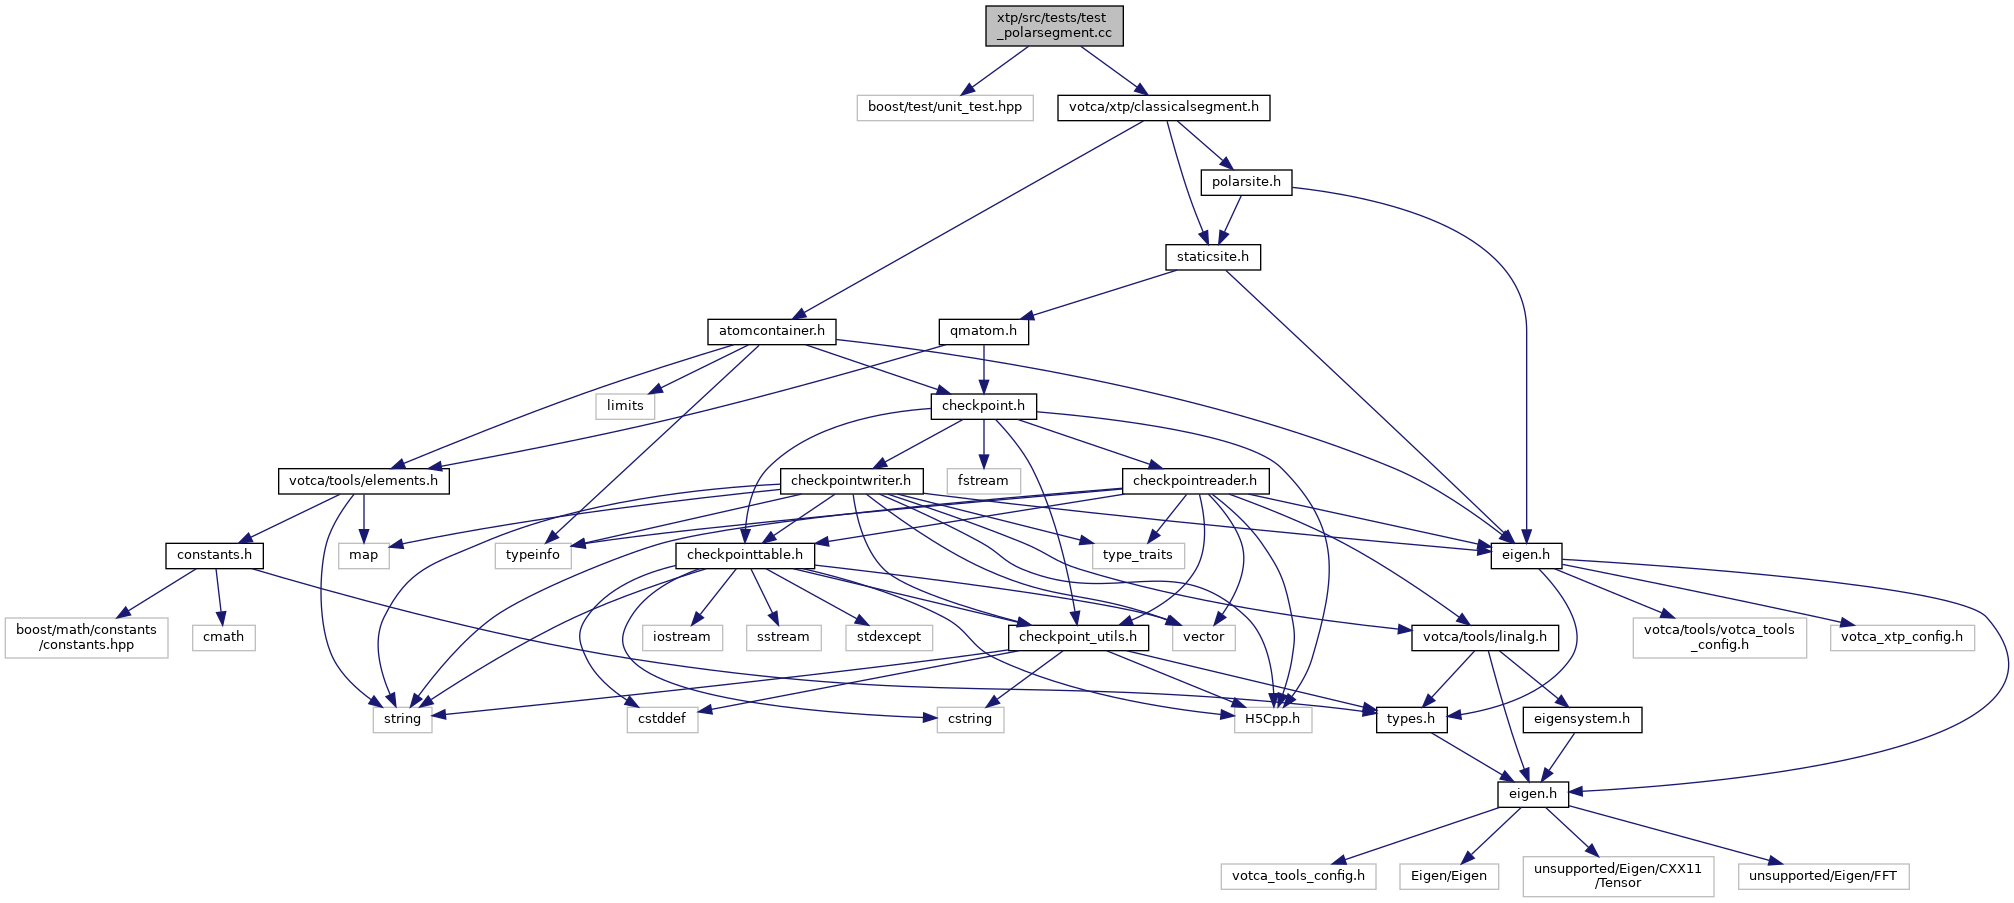 xtp/src/tests/test
_polarsegment.cc
boost/test/unit_test.hpp
votca/xtp/classicalsegment.h
polarsite.h
staticsite.h
atomcontainer.h
qmatom.h
limits
checkpoint.h
votca/tools/elements.h
checkpointwriter.h
fstream
checkpointreader.h
constants.h
map
typeinfo
checkpointtable.h
type_traits
eigen.h
boost/math/constants
/constants.hpp
cmath
iostream
sstream
stdexcept
checkpoint_utils.h
vector
votca/tools/linalg.h
votca/tools/votca_tools
_config.h
votca_xtp_config.h
string
cstddef
cstring
H5Cpp.h
types.h
eigensystem.h
eigen.h
votca_tools_config.h
Eigen/Eigen
unsupported/Eigen/CXX11
/Tensor
unsupported/Eigen/FFT